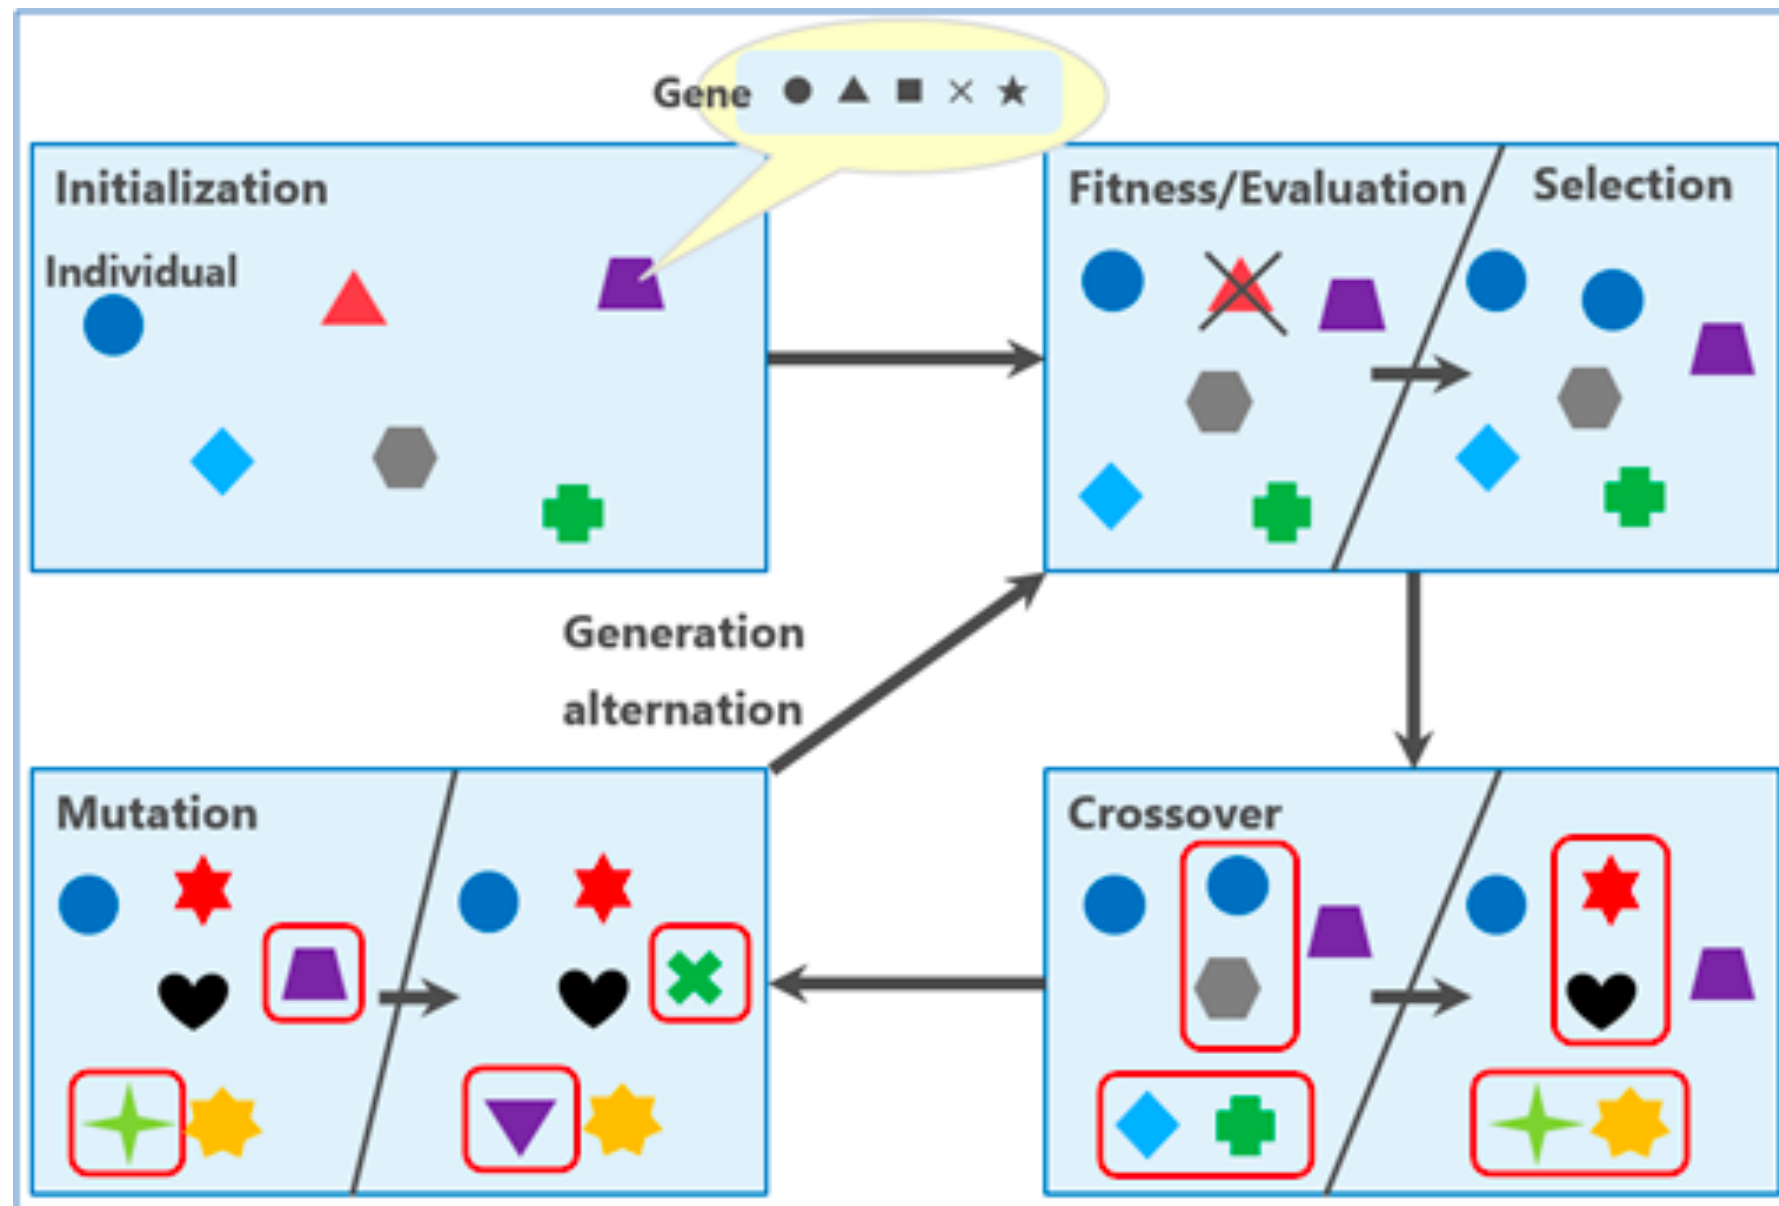 Gene
Initialization
Individual
Fitness/Evaluation
Selection
Generation
alternation
Mutation
Crossover